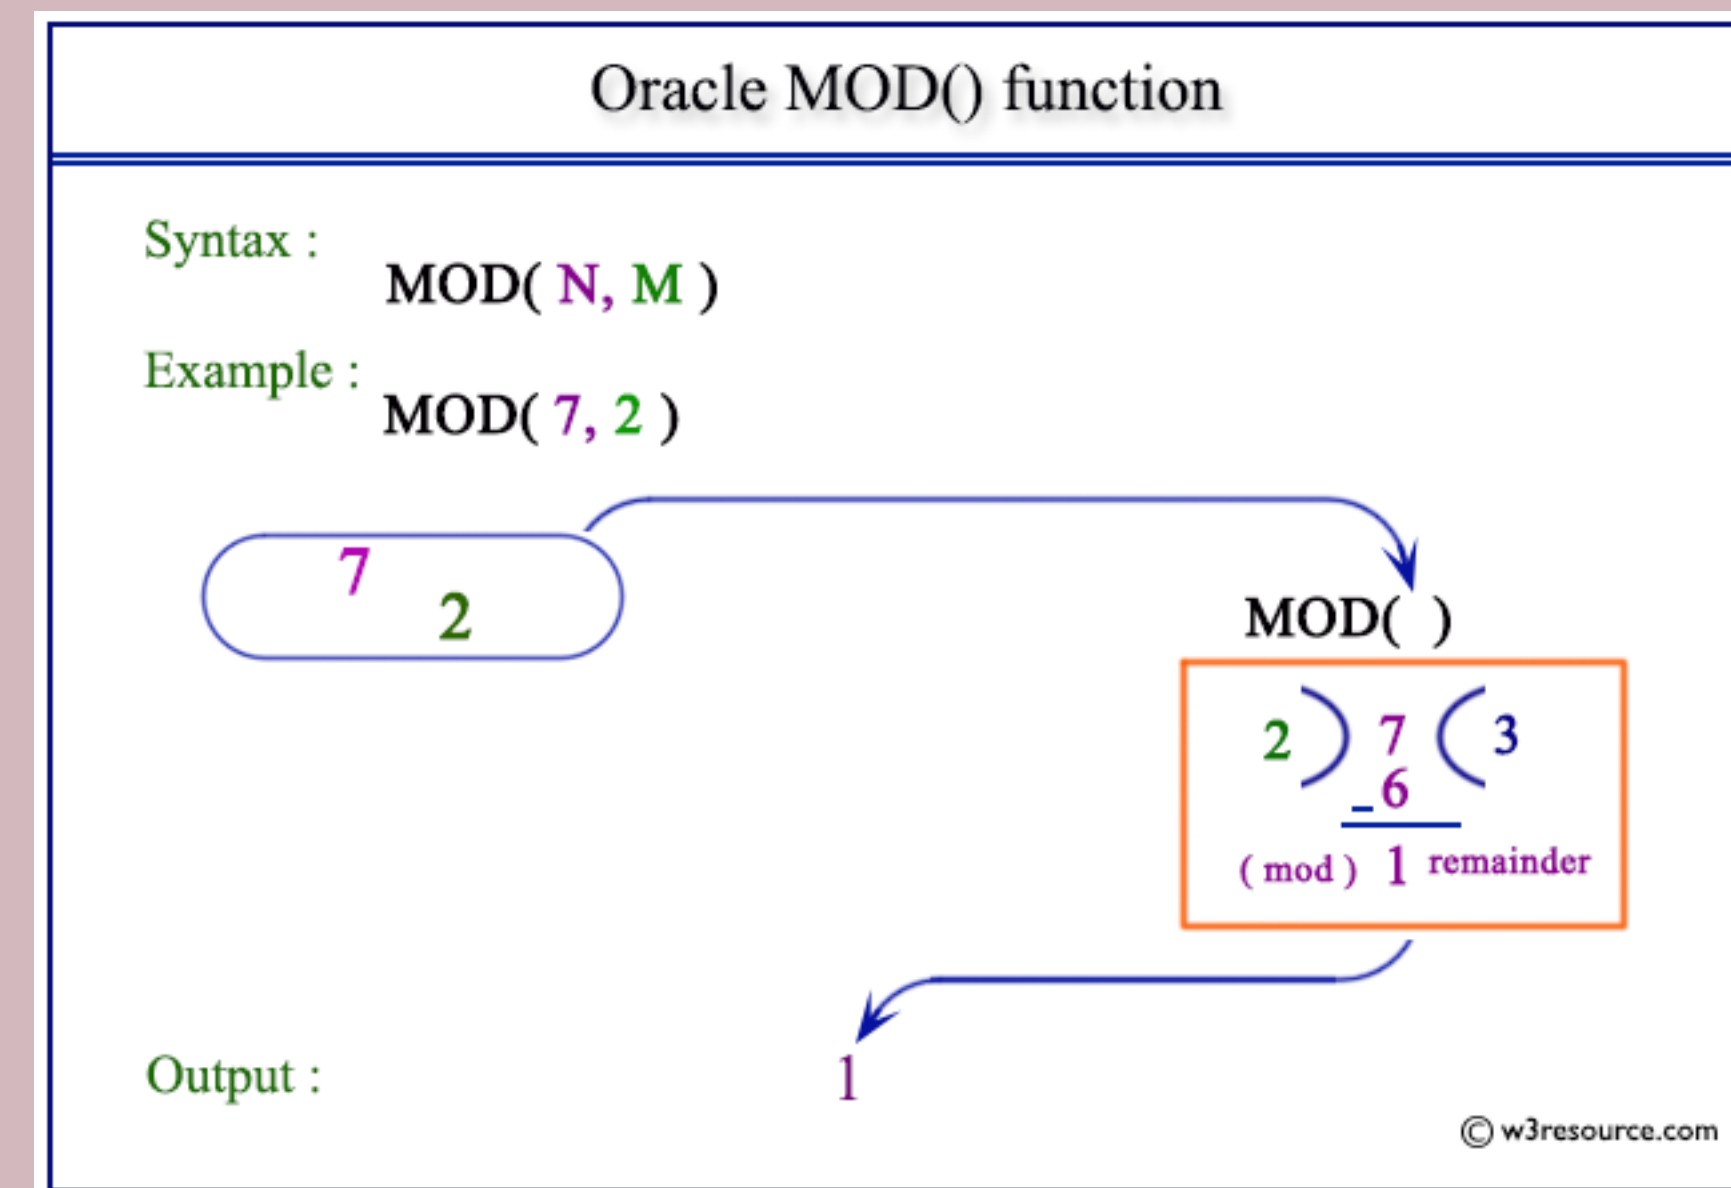 Oracle MOD() function
Syntax :
MOD( N, M )
Example :
MOD( 7, 2 )
7
2
MOD( )
2 ) 7 ( 3
- 6
( mod ) 1 remainder
Output :
1
© w3resource.com